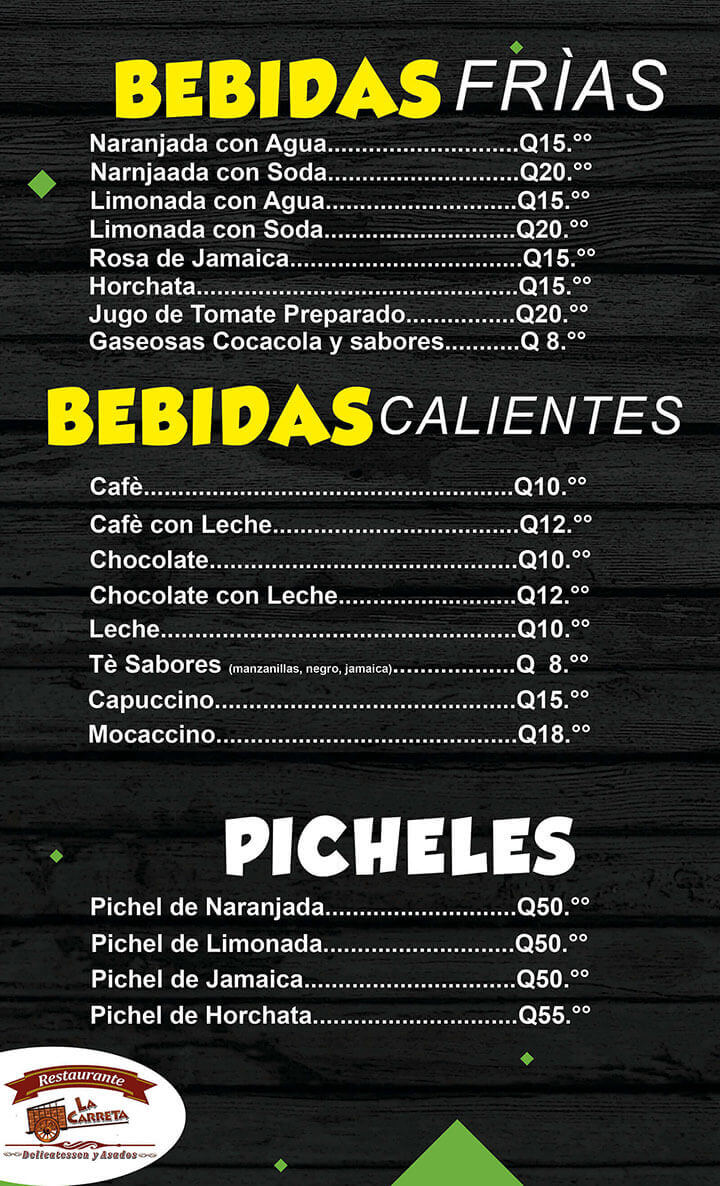 BEBIDAS FRÌAS
Naranjada con Agua............................Q15.°°
Narnjaada con Soda............................Q20.°°
Limonada con Agua............................Q15.°°
Limonada con Soda............................Q20.°°
Rosa de Jamaica..................................Q15.°°
Horchata...............................................Q15.°°
Jugo de Tomate Preparado................Q20.°°
Gaseosas Cocacola y sabores...........Q 8.°°
BEBIDAS CALIENTES
Cafè......................................................Q10.°°
Cafè con Leche....................................Q12.°°
Chocolate.............................................Q10.°°
Chocolate con Leche..........................Q12.°°
Leche....................................................Q10.°°
Tè Sabores (manzanillas, negro, jamaica)..................Q 8.°°
Capuccino............................................Q15.°°
Mocaccino............................................Q18.°°
PICHELES
Pichel de Naranjada............................Q50.°°
Pichel de Limonada............................Q50.°°
Pichel de Jamaica...............................Q50.°°
Pichel de Horchata..............................Q55.°°
Restaurante
LA
CARRETA
Delicatessen y Asados